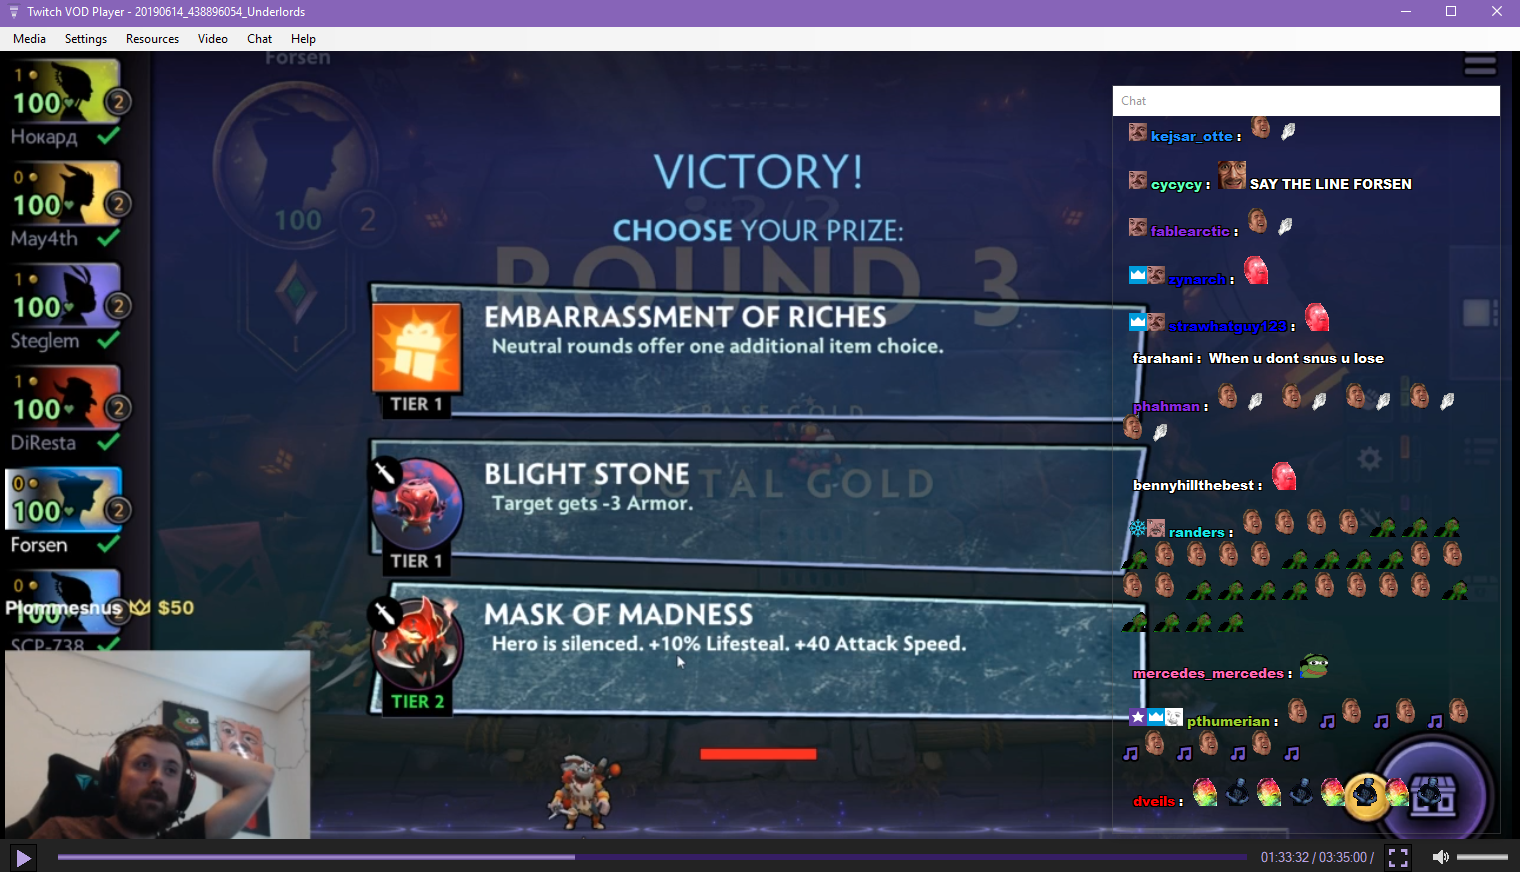 Twitch VOD Player - 20190614_438896054_Underlords
Media Settings Resources Video Chat Help
Forsen
1
100
2
Нокард
0
100
2
May4th
1
100
2
Steglem
1
100
2
DiResta
0
100
2
Forsen
0
100
2
Plommesnus $50
SCP-738
100
2
I
VICTORY!
CHOOSE YOUR PRIZE:
ROUND 3
EMBARRASSMENT OF RICHES
Neutral rounds offer one additional item choice.
TIER 1
BASE GOLD
BLIGHT STONE
Target gets -3 Armor.
TIER 1
TOTAL GOLD
MASK OF MADNESS
Hero is silenced. +10% Lifesteal. +40 Attack Speed.
TIER 2
Chat
kejsar_otte :
cycycy : SAY THE LINE FORSEN
fablearctic :
zynarch :
strawhatguy123 :
farahani : When u dont snus u lose
phahman :
bennyhillthebest :
randers :
mercedes_mercedes :
pthumerian :
dveils :
01:33:32 / 03:35:00 /